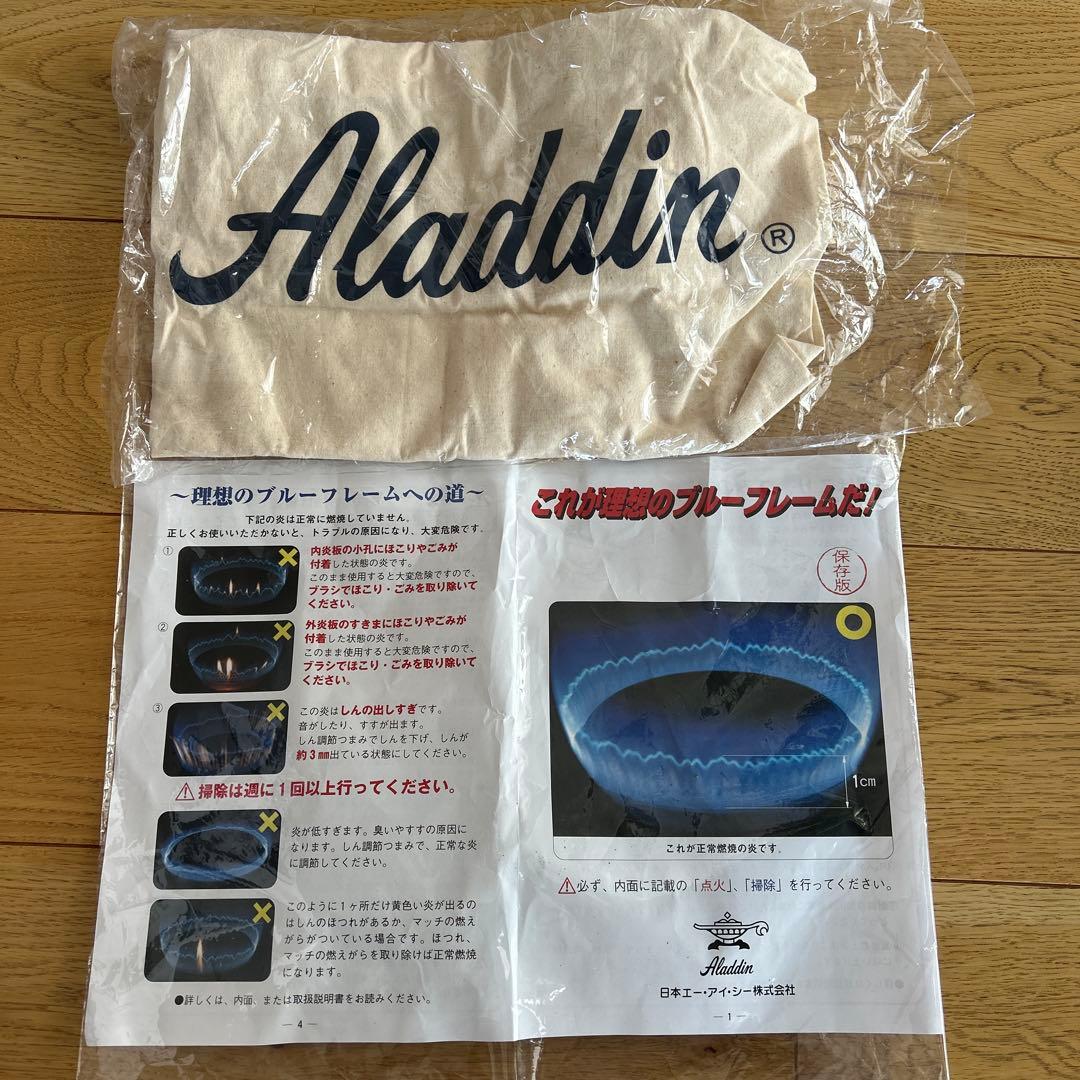 Aladdin®
～理想のブルーフレームへの道～
下記の炎は正常に燃焼していません。
正しくお使いいただかないと、トラブルの原因になり、大変危険です.
①
内炎板の小孔にほこりやごみが
付着した状態の炎です。
このまま使用すると大変危険ですので、
ブラシでほこり・ごみを取り除いて
ください。
②
外炎板のすきまにほこりやごみが
付着した状態の炎です。
このまま使用すると大変危険ですので、
ブラシでほこり・ごみを取り除いて
ください。
③
この炎はしんの出しすぎです。
音がしたり、すすが出ます。
しん調節つまみでしんを下げ、しんが
約3mm出ている状態にしてください。
⚠掃除は週に1回以上行ってください。
炎が低すぎます。臭いやすすの原因に
なります。しん調節つまみで、正常な炎
に調節してください。
このように1ヶ所だけ黄色い炎が出るの
はしんのほつれがあるか、マッチの燃え
がらがついている場合です。ほつれ、
マッチの燃えがらを取り除けば正常燃焼
になります。
●詳しくは、内面、または取扱説明書をお読みください。
— 4 —
これが理想のブルーフレームだ!
保存版
1cm
これが正常燃焼の炎です.
⚠必ず、内面に記載の「点火」、「掃除」を行ってください。
Aladdin
日本エー・アイ・シー株式会社
— 1 —